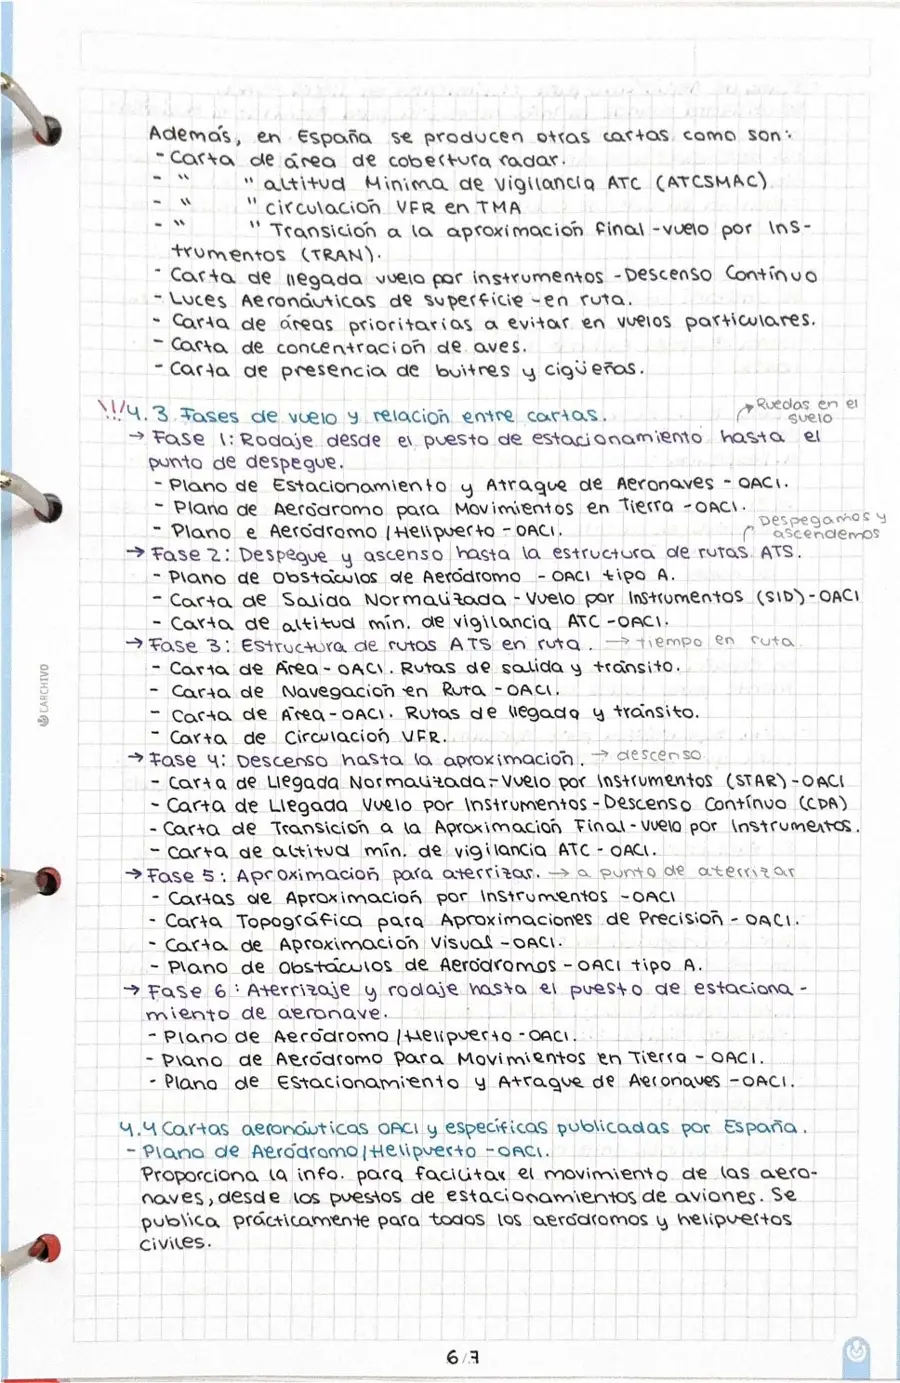 Además, en España se producen otras cartas como son:
- Carta de área de cobertura radar.
- " " altitud Mínima de vigilancia ATC (ATCSMAC)
- " " circulación VFR en TMA
- " " Transición a la aproximación final - vuelo por Ins-
trumentos (TRAN).
- Carta de llegada vuelo por instrumentos - Descenso Contínuo
- Luces Aeronáuticas de superficie - en ruta.
- Carta de áreas prioritarias a evitar en vuelos particulares.
- Carta de concentración de aves.
- Carta de presencia de buitres y cigüeñas.
!!! 4.3 Fases de vuelo y relación entre cartas.
→ Ruedas en el
suelo
→ Fase 1: Rodaje desde el puesto de estacionamiento hasta el
punto de despegue.
- Plano de Estacionamiento y Atraque de Aeronaves - OACI.
- Plano de Aeródromo para Movimientos en Tierra - OACI.
- Plano e Aeródromo / Helipuerto - OACI.
Despegamos y
ascendemos
→ Fase 2: Despegue y ascenso hasta la estructura de rutas ATS.
- Plano de Obstáculos de Aeródromo - OACI tipo A.
- Carta de Salida Normalizada - Vuelo por Instrumentos (SID) - OACI
- Carta de altitud mín. de vigilancia ATC - OACI.
→ Fase 3: Estructura de rutas ATS en ruta. → tiempo en ruta.
- Carta de Área - OACI. Rutas de salida y tránsito.
- Carta de Navegación en Ruta - OACI.
- Carta de Área - OACI. Rutas de llegada y tránsito.
- Carta de Circulación VFR.
→ Fase 4: Descenso hasta la aproximación. → descenso
- Carta de Llegada Normalizada - Vuelo por Instrumentos (STAR) - OACI
- Carta de Llegada Vuelo por Instrumentos - Descenso Contínuo (CDA)
- Carta de Transición a la Aproximación Final - Vuelo por Instrumentos.
- Carta de altitud mín. de vigilancia ATC - OACI.
→ Fase 5: Aproximación para aterrizar. → a punto de aterrizar
- Cartas de Aproximación por Instrumentos - OACI
- Carta Topográfica para Aproximaciones de Precisión - OACI.
- Carta de Aproximación Visual - OACI.
- Plano de Obstáculos de Aeródromos - OACI tipo A.
→ Fase 6: Aterrizaje y rodaje hasta el puesto de estaciona-
miento de aeronave.
- Plano de Aeródromo / Helipuerto - OACI.
- Plano de Aeródromo Para Movimientos en Tierra - OACI.
- Plano de Estacionamiento y Atraque de Aeronaves - OACI.
4.4 Cartas aeronáuticas OACI y específicas publicadas por España.
- Plano de Aeródromo / Helipuerto - OACI.
Proporciona la info. para facilitar el movimiento de las aero-
naves, desde los puestos de estacionamientos de aviones. Se
publica prácticamente para todos los aeródromos y helipuertos
civiles.
6/7
CARCHIVO